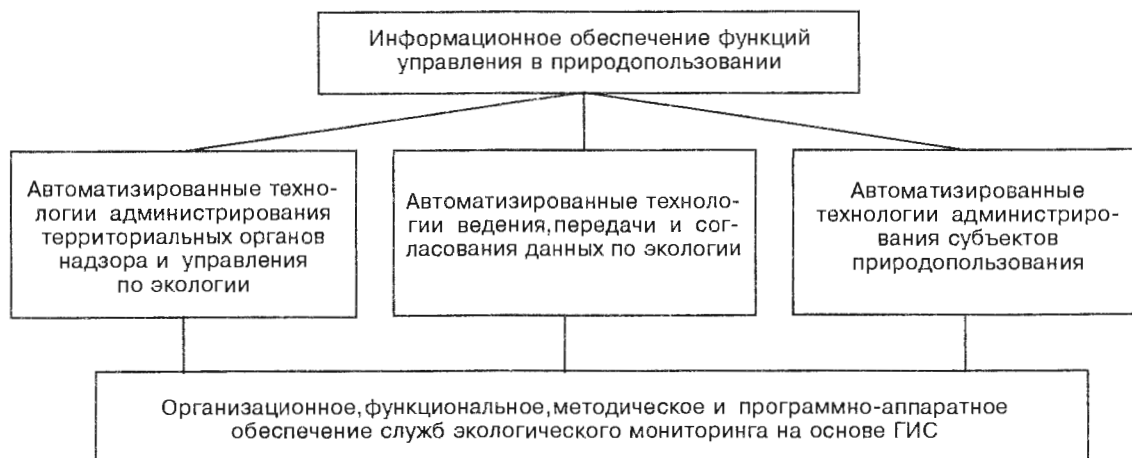 Информационное обеспечение функций
управления в природопользовании
Автоматизированные техно-
логии администрирования
территориальных органов
надзора и управления
по экологии
Автоматизированные техноло-
гии ведения,передачи и сог-
ласования данных по экологии
Автоматизированные
технологии администриро-
вания субъектов
природопользования
Организационное,функциональное,методическое и программно-аппаратное
обеспечение служб экологического мониторинга на основе ГИС